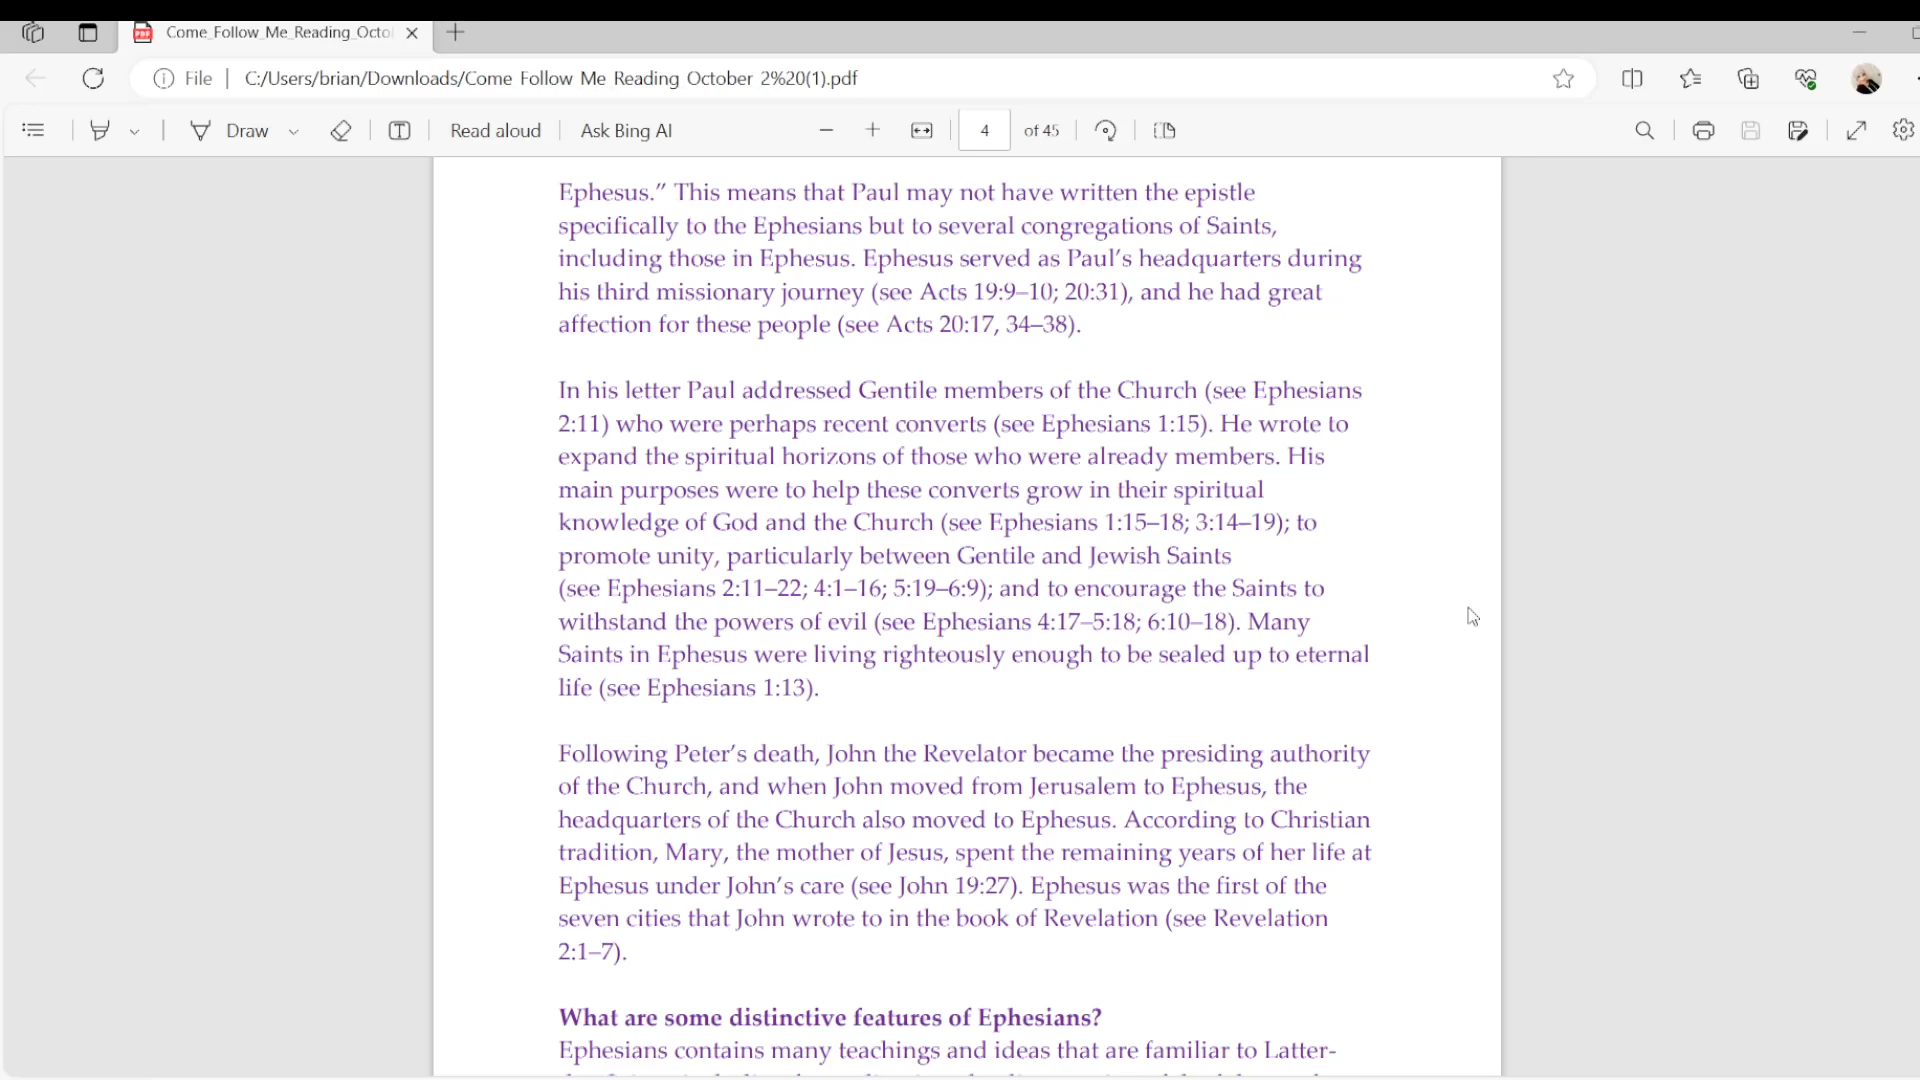 Come_Follow_Me_Reading_Octo
File | C:/Users/brian/Downloads/Come Follow Me Reading October 2%20(1).pdf
Draw Read aloud Ask Bing AI 4 of 45
Ephesus.” This means that Paul may not have written the epistle
specifically to the Ephesians but to several congregations of Saints,
including those in Ephesus. Ephesus served as Paul’s headquarters during
his third missionary journey (see Acts 19:9–10; 20:31), and he had great
affection for these people (see Acts 20:17, 34–38).
In his letter Paul addressed Gentile members of the Church (see Ephesians
2:11) who were perhaps recent converts (see Ephesians 1:15). He wrote to
expand the spiritual horizons of those who were already members. His
main purposes were to help these converts grow in their spiritual
knowledge of God and the Church (see Ephesians 1:15–18; 3:14–19); to
promote unity, particularly between Gentile and Jewish Saints
(see Ephesians 2:11–22; 4:1–16; 5:19–6:9); and to encourage the Saints to
withstand the powers of evil (see Ephesians 4:17–5:18; 6:10–18). Many
Saints in Ephesus were living righteously enough to be sealed up to eternal
life (see Ephesians 1:13).
Following Peter’s death, John the Revelator became the presiding authority
of the Church, and when John moved from Jerusalem to Ephesus, the
headquarters of the Church also moved to Ephesus. According to Christian
tradition, Mary, the mother of Jesus, spent the remaining years of her life at
Ephesus under John’s care (see John 19:27). Ephesus was the first of the
seven cities that John wrote to in the book of Revelation (see Revelation
2:1–7).
What are some distinctive features of Ephesians?
Ephesians contains many teachings and ideas that are familiar to Latter-